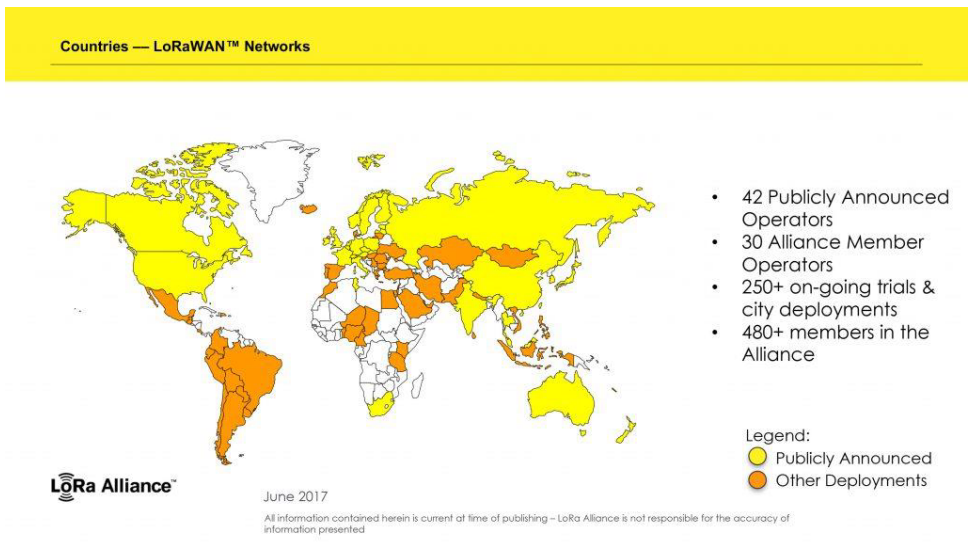 Countries — LoRaWAN™ Networks
• 42 Publicly Announced
Operators
• 30 Alliance Member
Operators
• 250+ on-going trials &
city deployments
• 480+ members in the
Alliance
Legend:
Publicly Announced
Other Deployments
LoRa Alliance™
June 2017
All information contained herein is current at time of publishing – LoRa Alliance is not responsible for the accuracy of
information presented